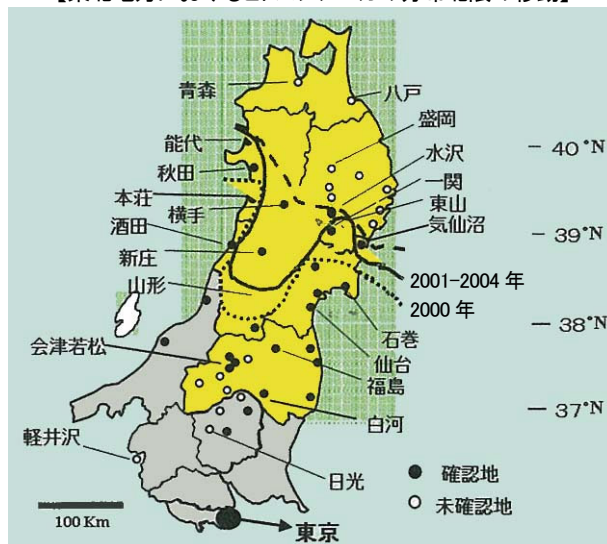 青森
八戸
盛岡
能代
水沢
40 °N
秋田
一関
本荘
東山
横手
気仙沼
酒田
39 °N
新庄
2001-2004 年
山形
2000 年
38 °N
石巻
会津若松
仙台
福島
37 °N
白河
軽井沢
日光
確認地
未確認地
100 Km
東京